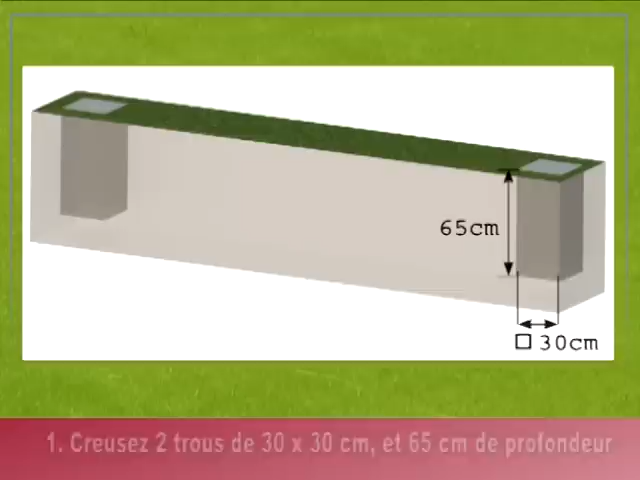 65cm
□ 30cm
1. Creusez 2 trous de 30 x 30 cm, et 65 cm de profondeur